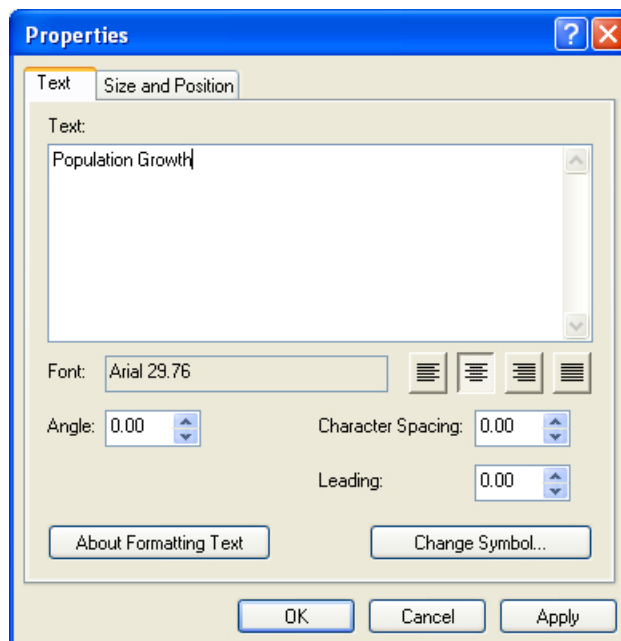 Properties
Text
Size and Position
Text:
Population Growth
Font:
Arial 29.76
Angle:
0.00
Character Spacing:
0.00
Leading:
0.00
About Formatting Text
Change Symbol...
OK
Cancel
Apply